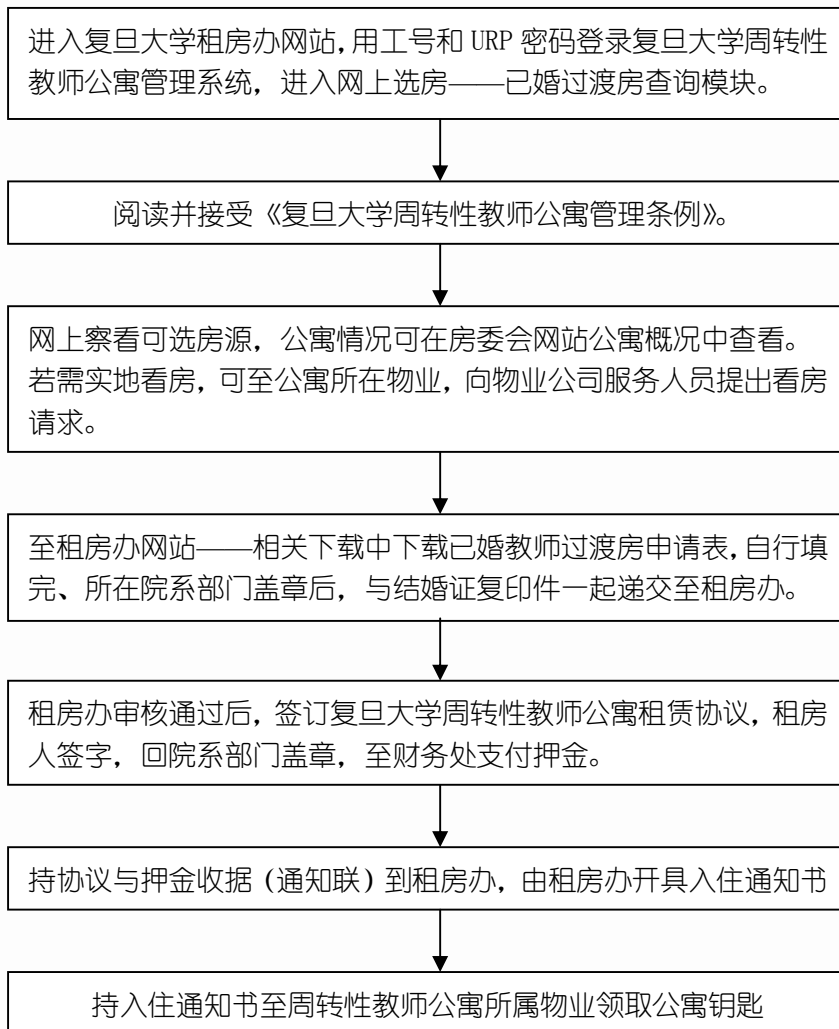 进入复旦大学租房办网站，用工号和 URP 密码登录复旦大学周转性
教师公寓管理系统，进入网上选房——已婚过渡房查询模块。
阅读并接受《复旦大学周转性教师公寓管理条例》。
网上察看可选房源，公寓情况可在房委会网站公寓概况中查看。
若需实地看房，可至公寓所在物业，向物业公司服务人员提出看房
请求。
至租房办网站——相关下载中下载已婚教师过渡房申请表，自行填
完、所在院系部门盖章后，与结婚证复印件一起递交至租房办。
租房办审核通过后，签订复旦大学周转性教师公寓租赁协议，租房
人签字，回院系部门盖章，至财务处支付押金。
持协议与押金收据（通知联）到租房办，由租房办开具入住通知书
持入住通知书至周转性教师公寓所属物业领取公寓钥匙